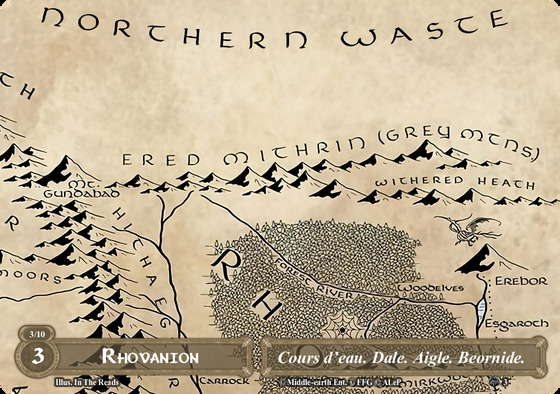 NORTHERN WASTE
TH
ERED MITHRIN (GREY MTNS)
WITHERED HEATH
MT.
GUNDABAD
HITHAEG
R
MOORS
RH
FOREST RIVER
WOODELVES
EREBOR
ESGAROTH
3/10
3
RHOVANION
Cours d'eau. Dale. Aigle. Beornide.
Illus. In The Reads
R
CARROCK
© Middle-earth Ent. © FFG © ALeP
MIRKWO
3